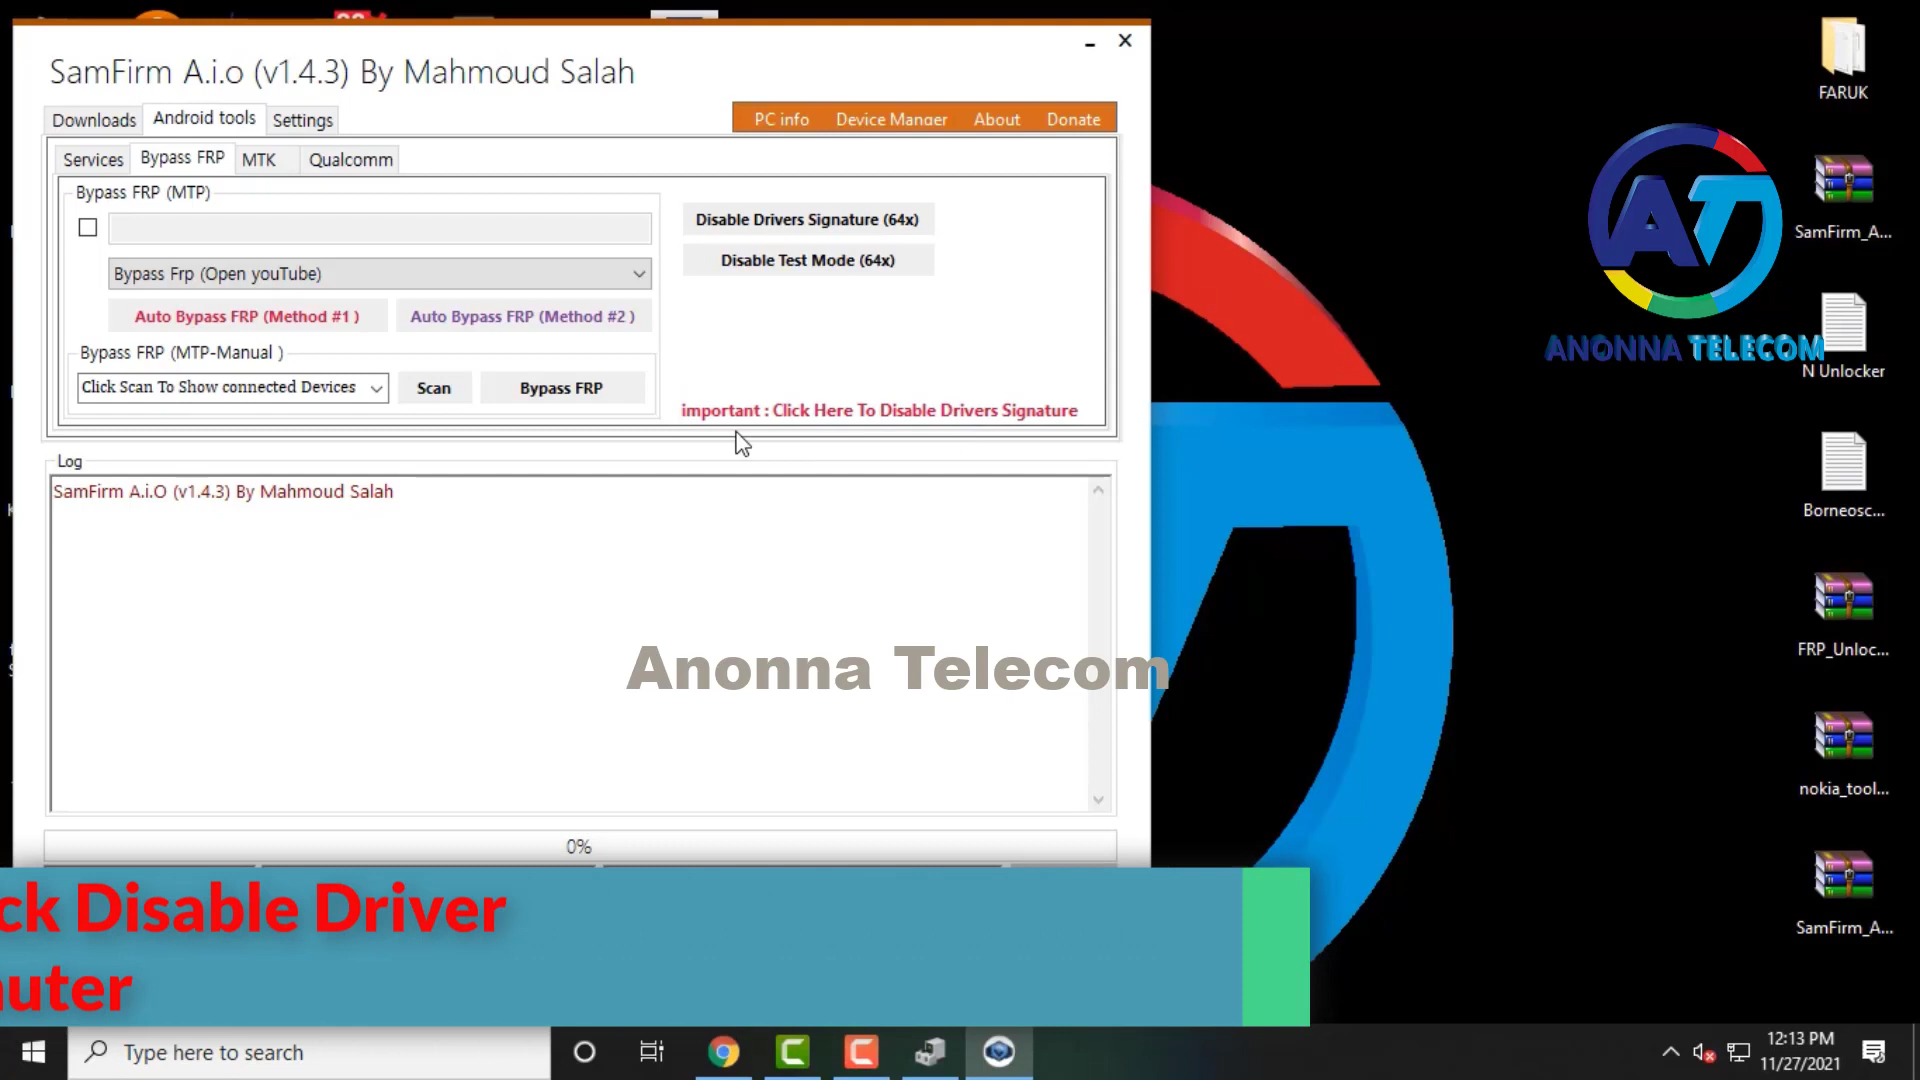 SamFirm A.i.o (v1.4.3) By Mahmoud Salah
Downloads
Android tools
Settings
PC info
Device Manger
About
Donate
Services
Bypass FRP
MTK
Qualcomm
Bypass FRP (MTP)
Bypass Frp (Open youTube)
Auto Bypass FRP (Method #1 )
Auto Bypass FRP (Method #2 )
Bypass FRP (MTP-Manual )
Click Scan To Show connected Devices
Scan
Bypass FRP
Disable Drivers Signature (64x)
Disable Test Mode (64x)
important : Click Here To Disable Drivers Signature
Log
SamFirm A.i.O (v1.4.3) By Mahmoud Salah
Anonna Telecom
0%
ck Disable Driver
uter
FARUK
SamFirm_A...
N Unlocker
Borneosc...
FRP_Unloc...
nokia_tool...
SamFirm_A...
AT
ANONNA TELECOM
Type here to search
12:13 PM
11/27/2021